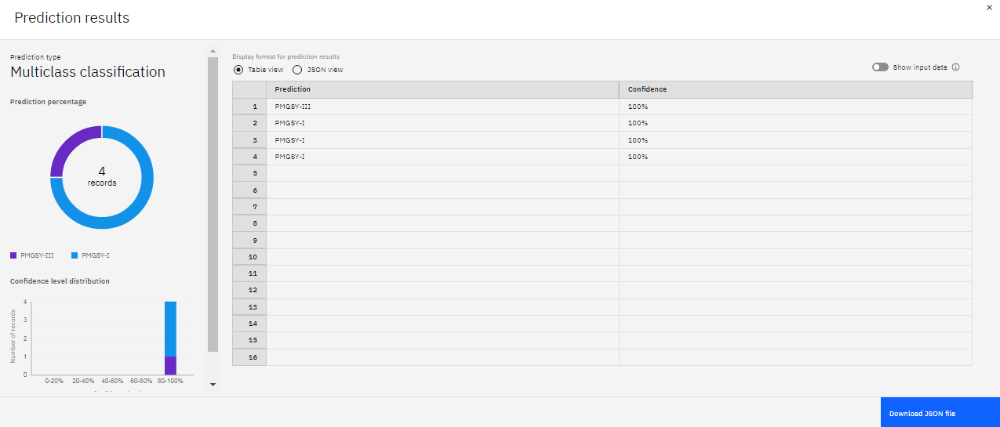 Prediction results
Prediction type
Multiclass classification
Prediction percentage
4
records
PMGSY-III PMGSY-I
Confidence level distribution
Number of records
4
3
2
1
0
0-20% 20-40% 40-60% 60-80% 80-100%
Display format for prediction results
Table view JSON view
Show input data
Prediction Confidence
1 PMGSY-III 100%
2 PMGSY-I 100%
3 PMGSY-I 100%
4 PMGSY-I 100%
5
6
7
8
9
10
11
12
13
14
15
16
Download JSON file